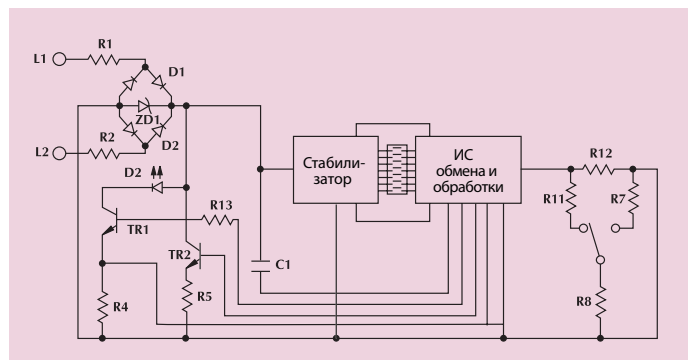 R1
L1
D1
ZD1
R2
D2
L2
D2
R13
TR1
TR2
C1
R4
R5
Стабили-
затор
ИС
обмена и
обработки
R12
R11
R7
R8